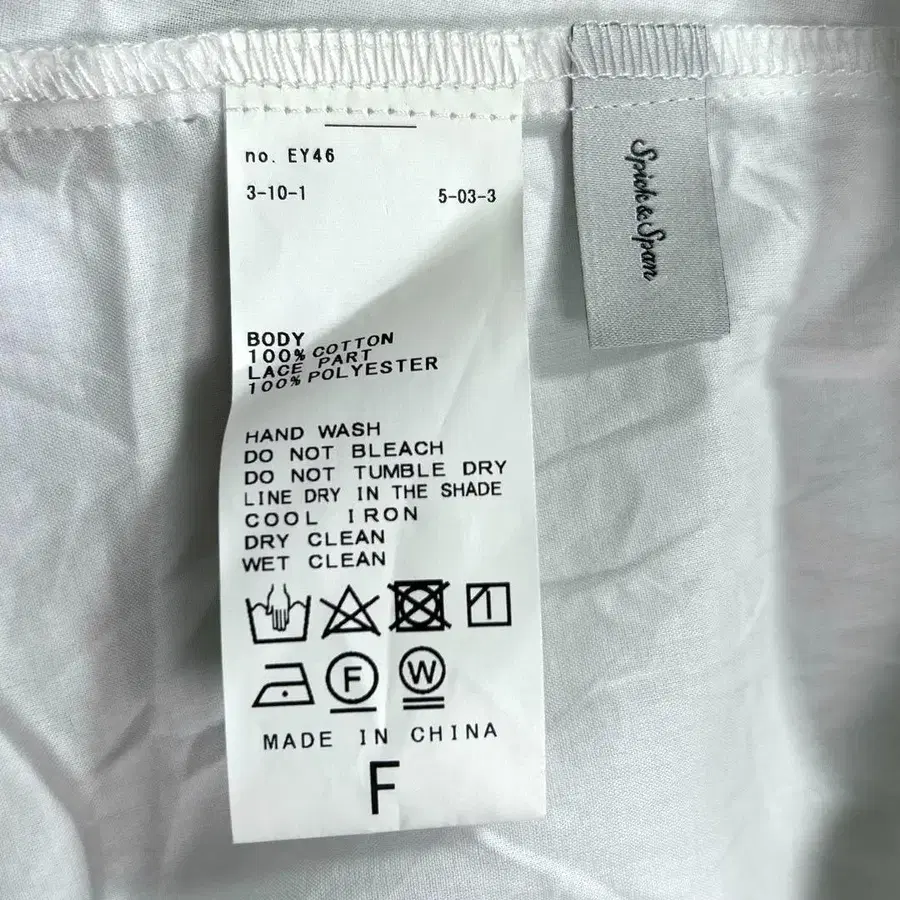 no. EY46
3-10-1 5-03-3
Spick & Span
BODY
100% COTTON
LACE PART
100% POLYESTER
HAND WASH
DO NOT BLEACH
DO NOT TUMBLE DRY
LINE DRY IN THE SHADE
COOL IRON
DRY CLEAN
WET CLEAN
F W
MADE IN CHINA
F